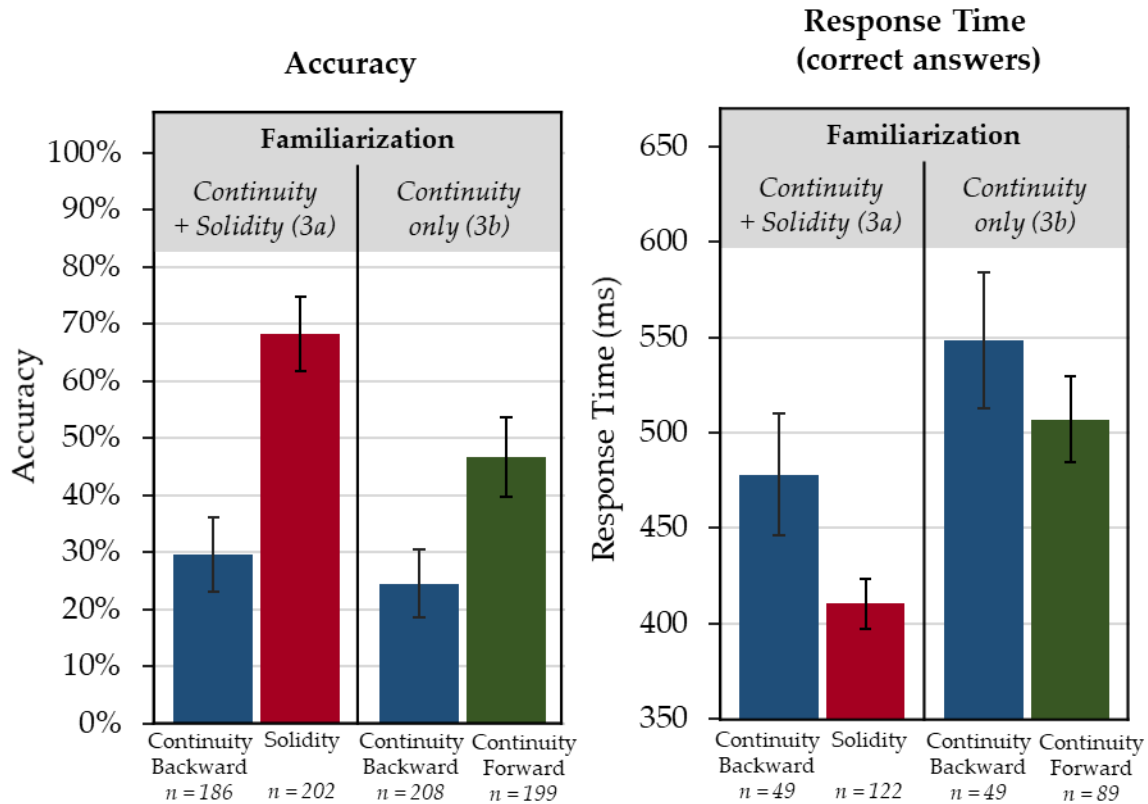 Accuracy
Familiarization
Continuity
+ Solidity (3a)
Continuity
only (3b)
Accuracy
100%
90%
80%
70%
60%
50%
40%
30%
20%
10%
0%
Continuity
Backward
n = 186
Solidity
n = 202
Continuity
Backward
n = 208
Continuity
Forward
n = 199
Response Time
(correct answers)
Familiarization
Continuity
+ Solidity (3a)
Continuity
only (3b)
Response Time (ms)
650
600
550
500
450
400
350
Continuity
Backward
n = 49
Solidity
n = 122
Continuity
Backward
n = 49
Continuity
Forward
n = 89